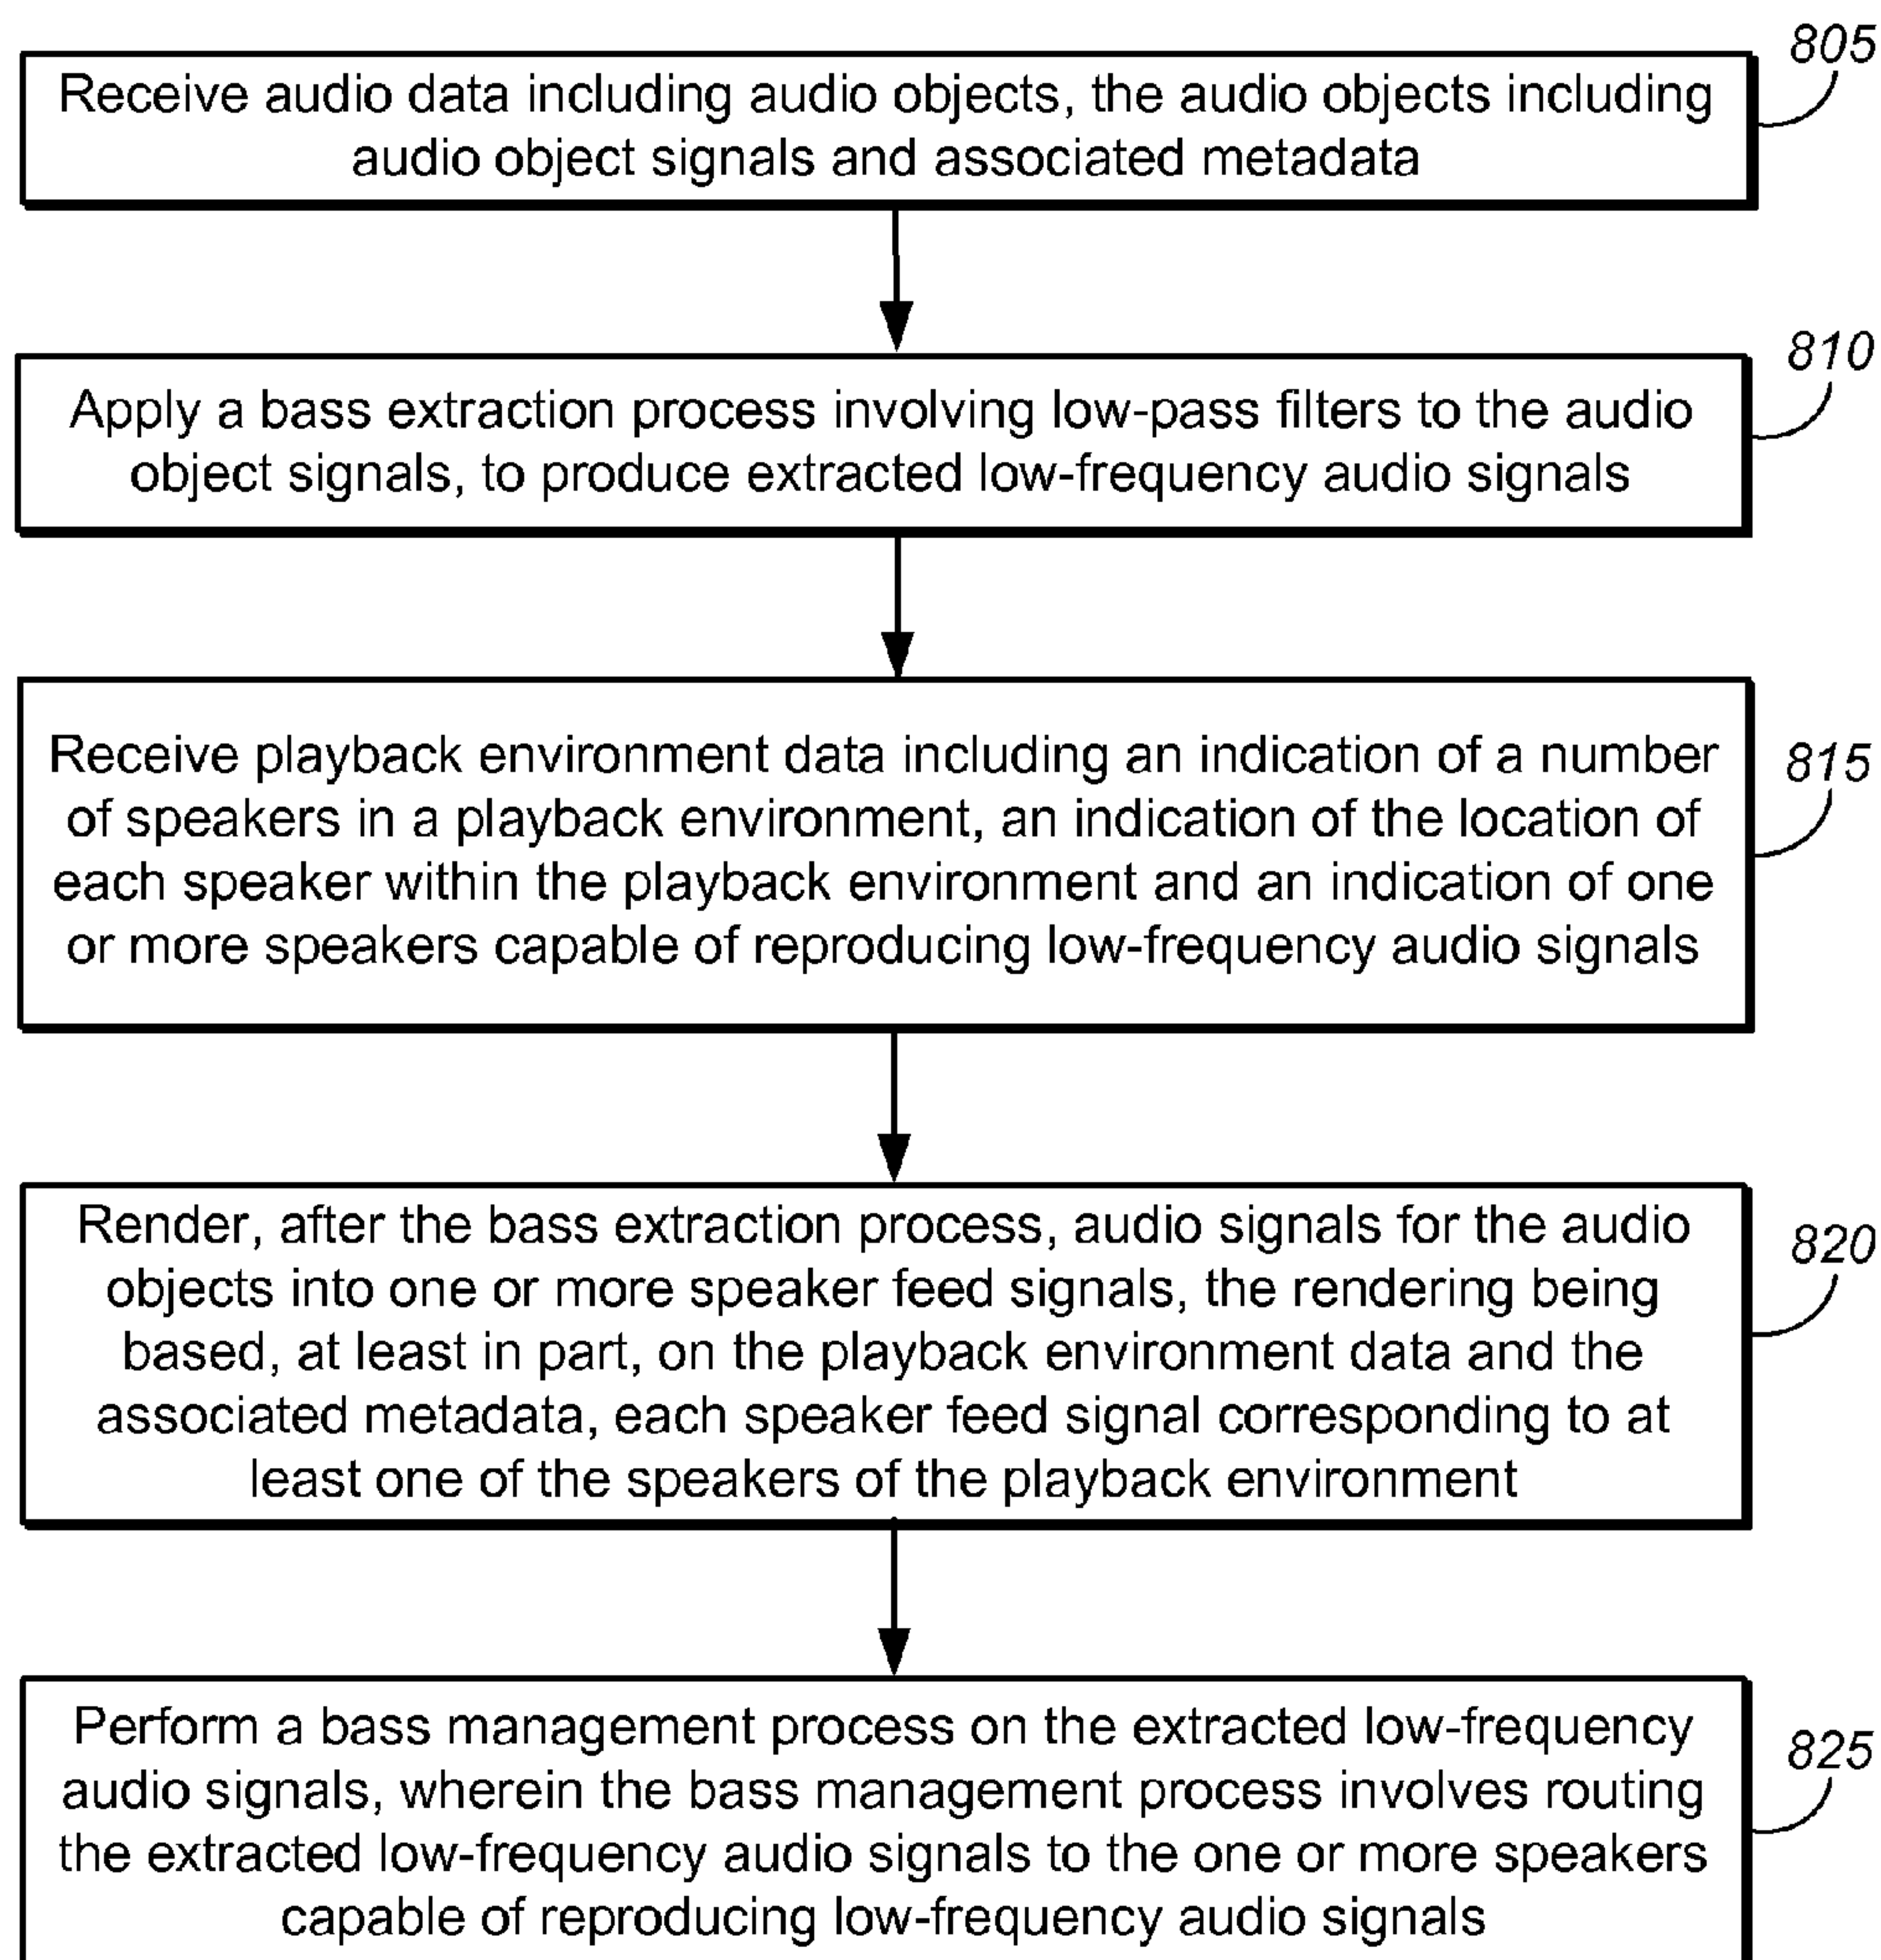 805
Receive audio data including audio objects, the audio objects including
audio object signals and associated metadata
810
Apply a bass extraction process involving low-pass filters to the audio
object signals, to produce extracted low-frequency audio signals
815
Receive playback environment data including an indication of a number
of speakers in a playback environment, an indication of the location of
each speaker within the playback environment and an indication of one
or more speakers capable of reproducing low-frequency audio signals
820
Render, after the bass extraction process, audio signals for the audio
objects into one or more speaker feed signals, the rendering being
based, at least in part, on the playback environment data and the
associated metadata, each speaker feed signal corresponding to at
least one of the speakers of the playback environment
825
Perform a bass management process on the extracted low-frequency
audio signals, wherein the bass management process involves routing
the extracted low-frequency audio signals to the one or more speakers
capable of reproducing low-frequency audio signals